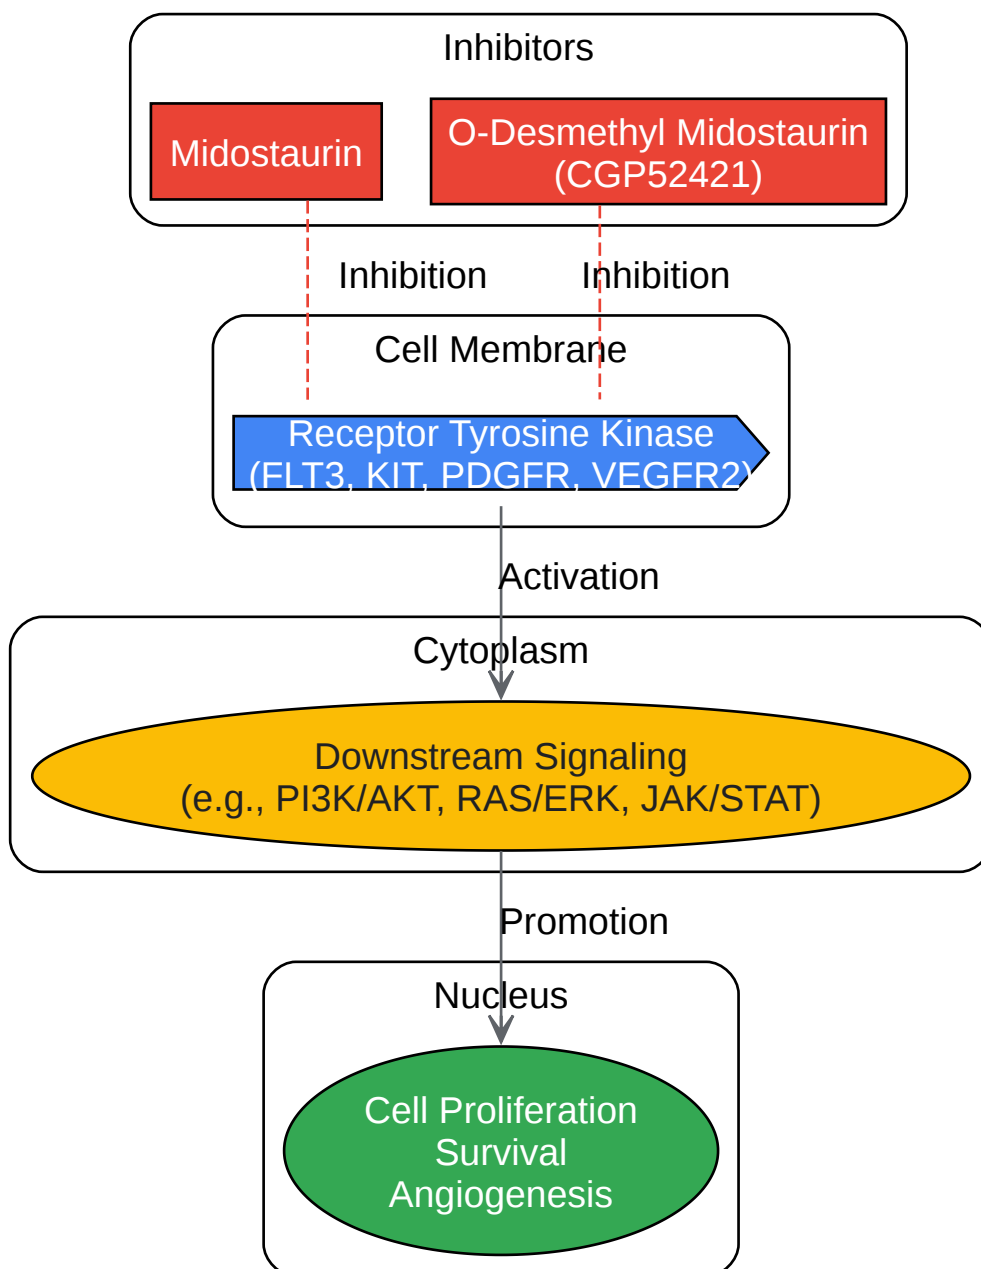 Inhibitors
Midostaurin
O-Desmethyl Midostaurin
(CGP52421)
Inhibition
Inhibition
Cell Membrane
Receptor Tyrosine Kinase
(FLT3, KIT, PDGFR, VEGFR2)
Activation
Cytoplasm
Downstream Signaling
(e.g., PI3K/AKT, RAS/ERK, JAK/STAT)
Promotion
Nucleus
Cell Proliferation
Survival
Angiogenesis